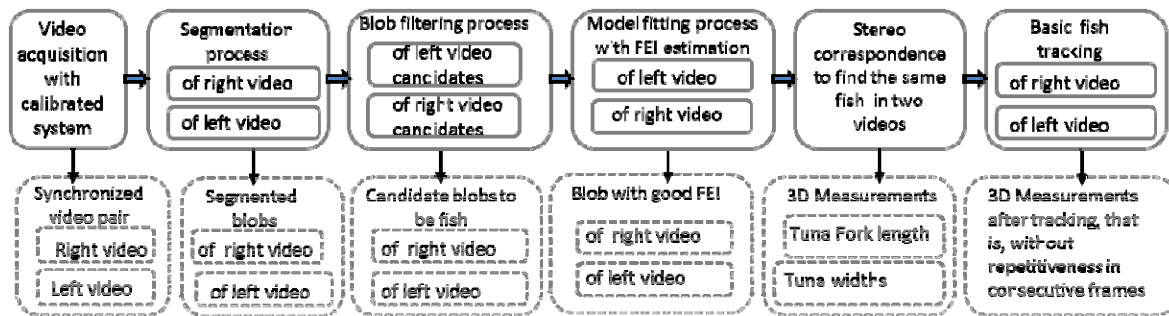 Video
acquisition
with
calibrated
system
Segmentation
process
of right video
of left video
Blob filtering process
of left video
candidates
of right video
candidates
Model fitting process
with FEI estimation
of left video
of right video
Stereo
correspondence
to find the same
fish in two
videos
Basic fish
tracking
of right video
of left video
Synchronized
video pair
Right video
Left video
Segmented
blobs
of right video
of left video
Candidate blobs to
be fish
of right video
of left video
Blob with good FEI
of right video
of left video
3D Measurements
Tuna Fork length
Tuna widths
3D Measurements
after tracking, that
is, without
repetitiveness in
consecutive frames